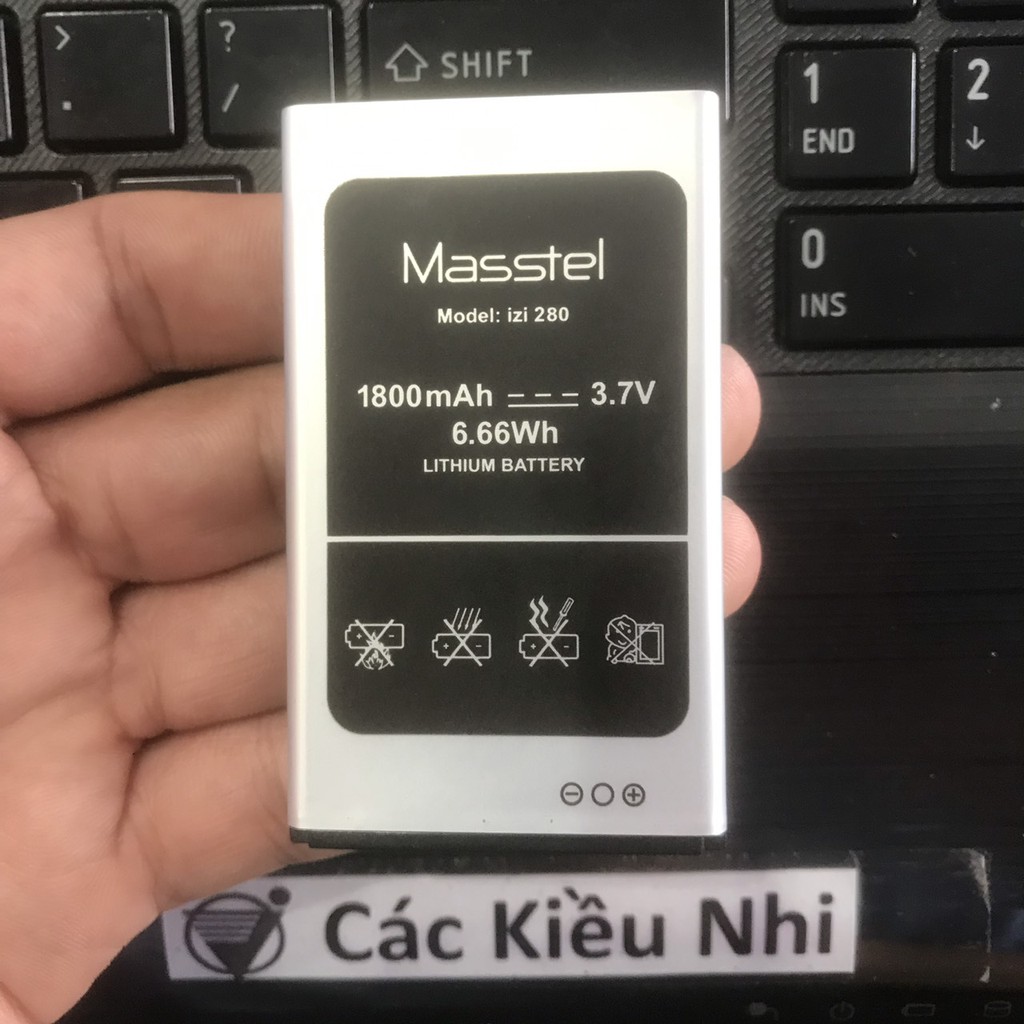 >
.
?
/
SHIFT
1
END
2
↓
0
INS
Masstel
Model: izi 280
1800mAh 3.7V
6.66Wh
LITHIUM BATTERY
Các Kiều Nhi